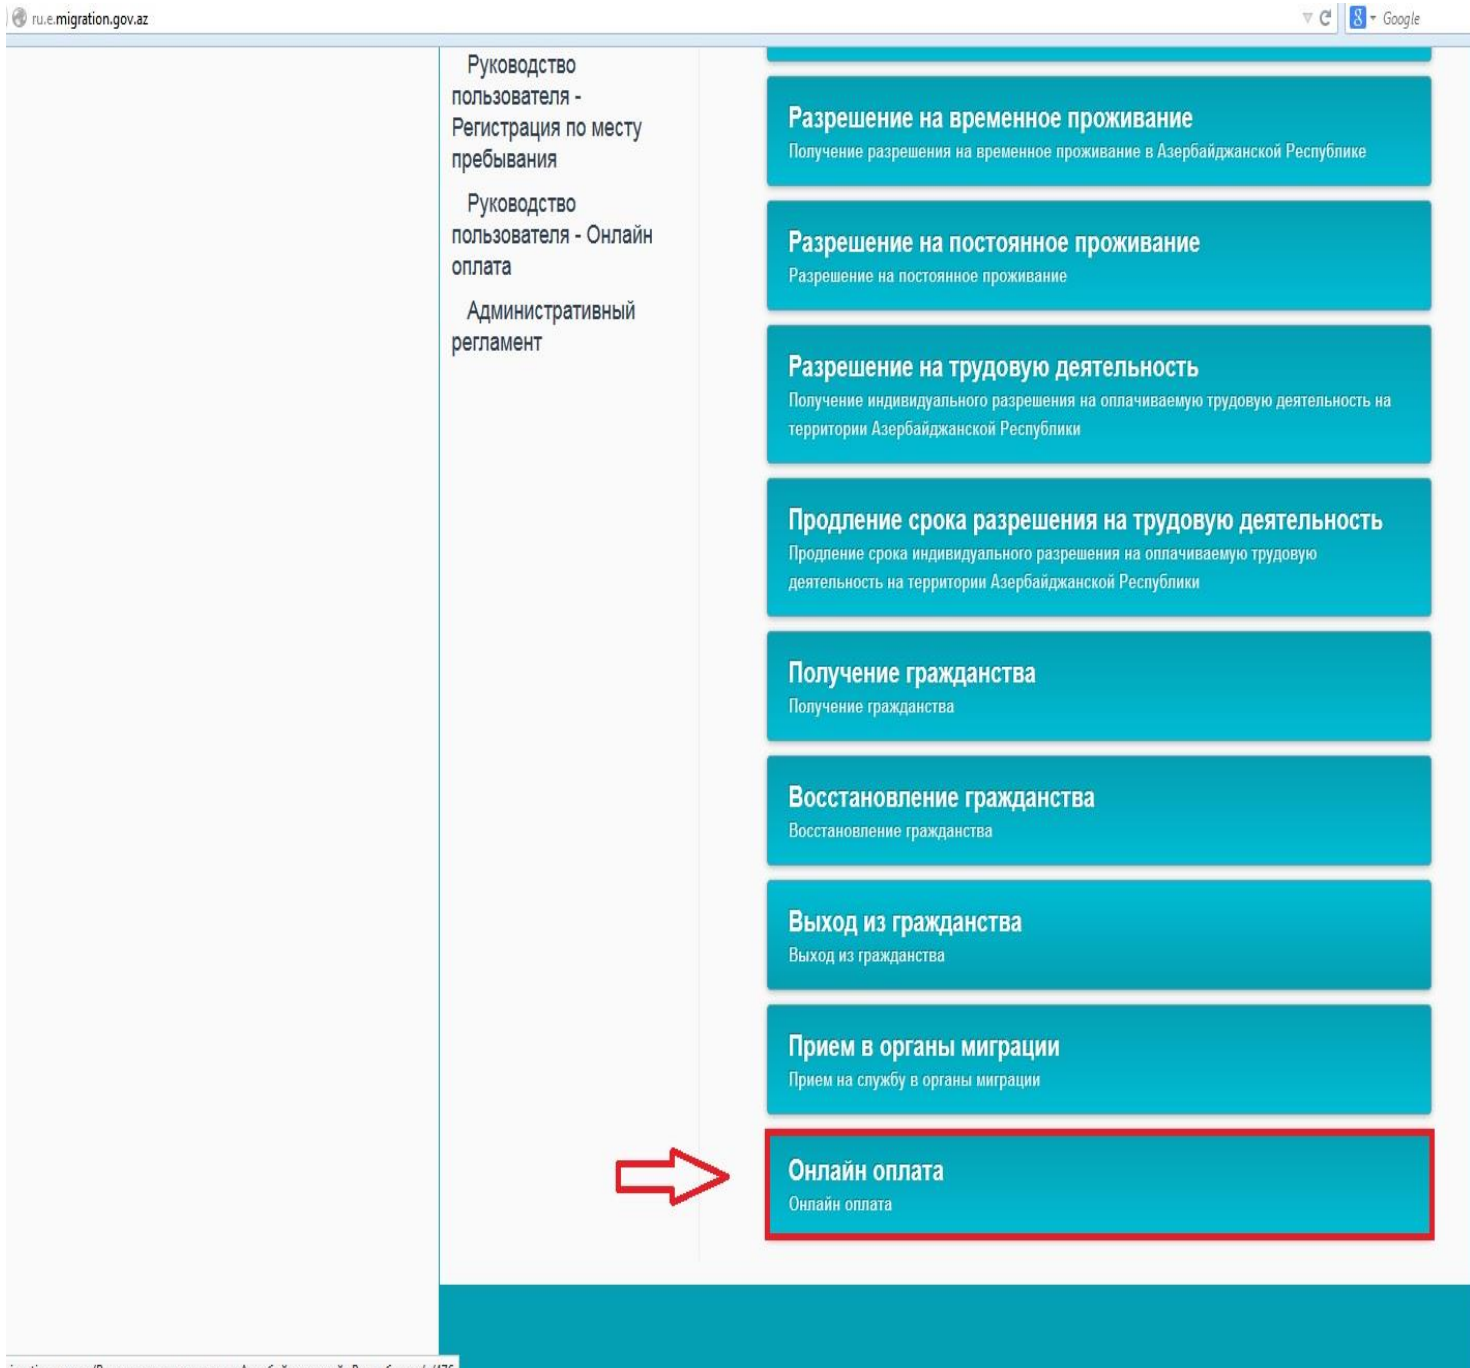 ru.e.migration.gov.az
Google
Руководство
пользователя -
Регистрация по месту
пребывания
Руководство
пользователя - Онлайн
оплата
Административный
регламент
Разрешение на временное проживание
Получение разрешения на временное проживание в Азербайджанской Республике
Разрешение на постоянное проживание
Разрешение на постоянное проживание
Разрешение на трудовую деятельность
Получение индивидуального разрешения на оплачиваемую трудовую деятельность на
территории Азербайджанской Республики
Продление срока разрешения на трудовую деятельность
Продление срока индивидуального разрешения на оплачиваемую трудовую
деятельность на территории Азербайджанской Республики
Получение гражданства
Получение гражданства
Восстановление гражданства
Восстановление гражданства
Выход из гражданства
Выход из гражданства
Прием в органы миграции
Прием на службу в органы миграции
Онлайн оплата
Онлайн оплата